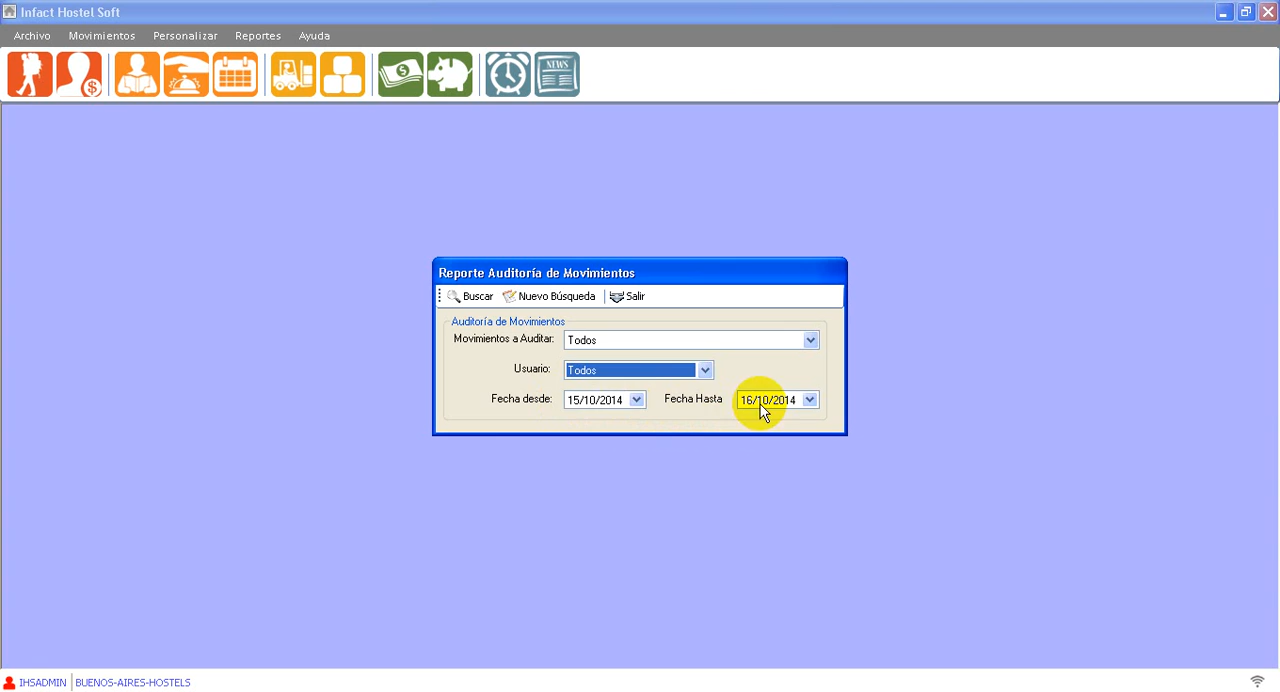 Infact Hostel Soft
Archivo Movimientos Personalizar Reportes Ayuda
$ $ NEWS
Reporte Auditoría de Movimientos
Buscar Nuevo Búsqueda Salir
Auditoría de Movimientos
Movimientos a Auditar: Todos
Usuario: Todos
Fecha desde: 15/10/2014 Fecha Hasta 16/10/2014
IHSADMIN BUENOS-AIRES-HOSTELS